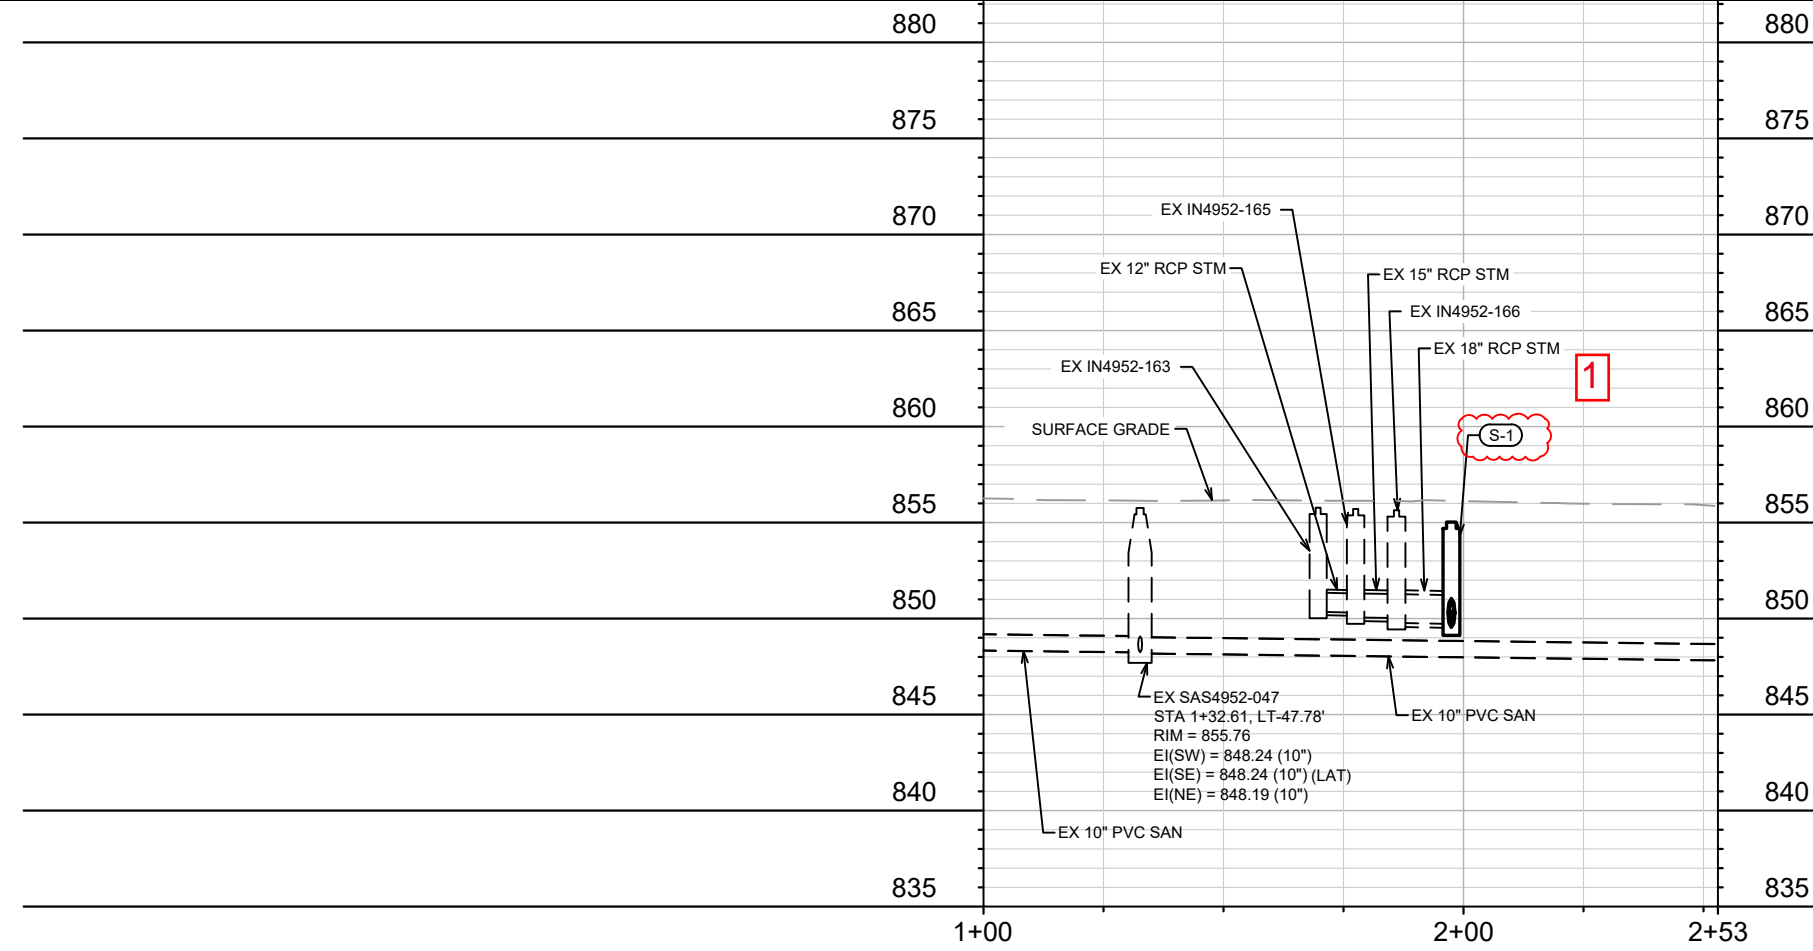 880
880
875
875
870
870
865
865
860
860
855
855
850
850
845
845
840
840
835
835
EX IN4952-165
EX 12" RCP STM
EX 15" RCP STM
EX IN4952-166
EX 18" RCP STM
EX IN4952-163
1
SURFACE GRADE
S-1
EX SAS4952-047
STA 1+32.61, LT-47.78'
RIM = 855.76
EI(SW) = 848.24 (10")
EI(SE) = 848.24 (10") (LAT)
EI(NE) = 848.19 (10")
EX 10" PVC SAN
EX 10" PVC SAN
1+00
2+00
2+53